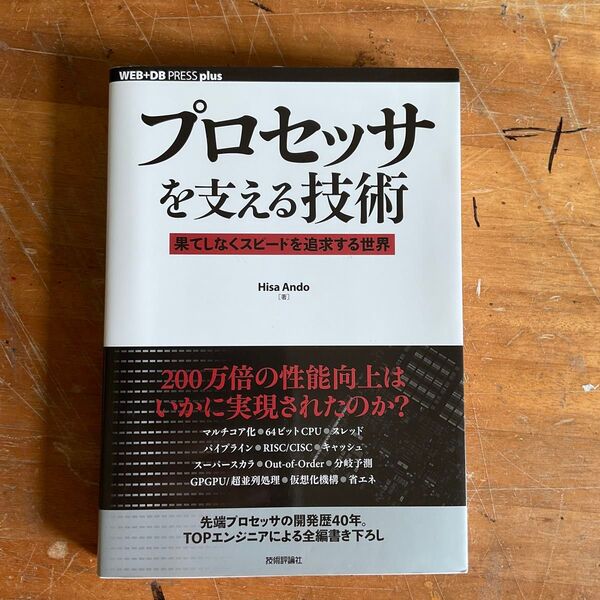 WEB+DB PRESS plus
プロセッサ
を支える技術
果てしなくスピードを追求する世界
Hisa Ando
[著]
200万倍の性能向上は
いかに実現されたのか?
マルチコア化●64ビットCPU●スレッド
パイプライン●RISC/CISC●キャッシュ
スーパースカラ●Out-of-Order●分岐予測
GPGPU/超並列処理●仮想化機構●省エネ
先端プロセッサの開発歴40年。
TOPエンジニアによる全編書き下ろし
技術評論社